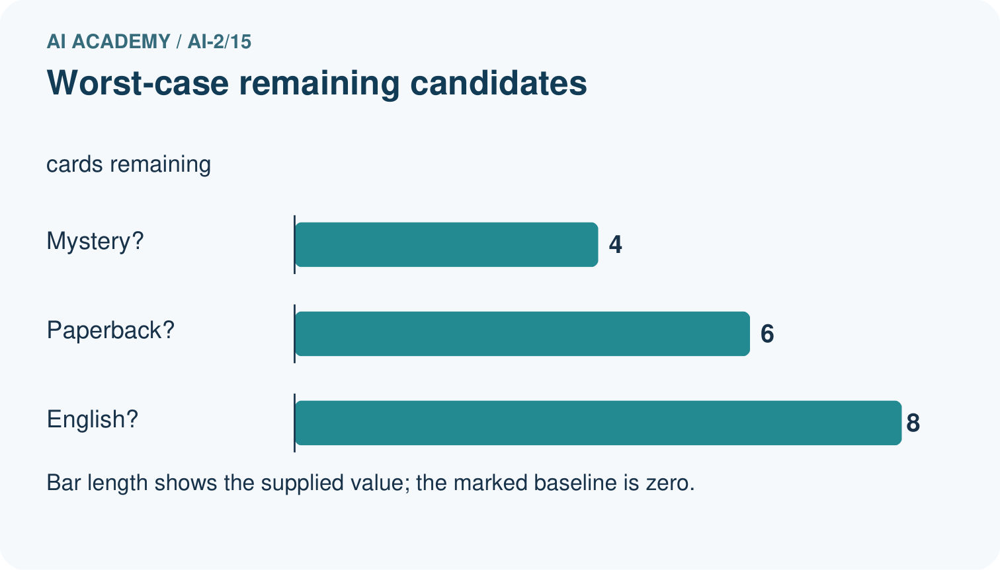 AI ACADEMY / AI-2/15
Worst-case remaining candidates
cards remaining
Mystery? 4
Paperback? 6
English? 8
Bar length shows the supplied value; the marked baseline is zero.